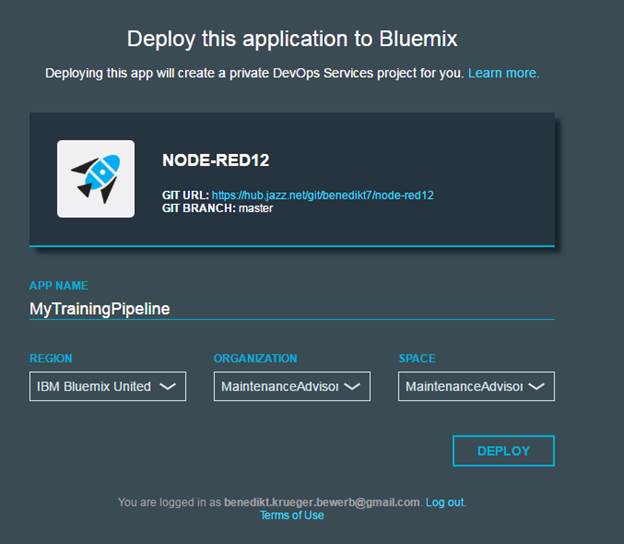 Deploy this application to Bluemix
Deploying this app will create a private DevOps Services project for you. Learn more.
NODE-RED12
GIT URL: https://hub.jazz.net/git/benedikt7/node-red12
GIT BRANCH: master
APP NAME
MyTrainingPipeline
REGION ORGANIZATION SPACE
IBM Bluemix United MaintenanceAdvisor MaintenanceAdvisor
DEPLOY
You are logged in as benedikt.krueger.bewerb@gmail.com. Log out.
Terms of Use